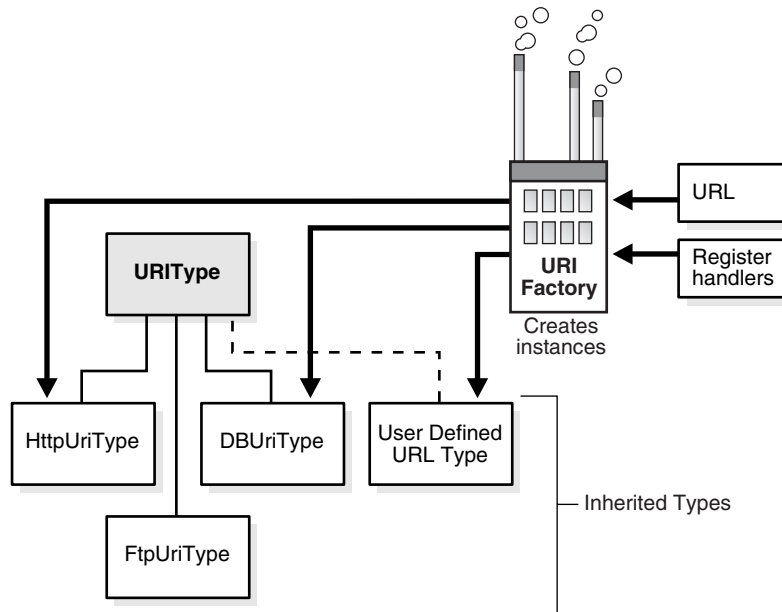 URL
Register
handlers
URI
Factory
Creates
instances
URIType
HttpUriType
DBUriType
User Defined
URL Type
FtpUriType
Inherited Types